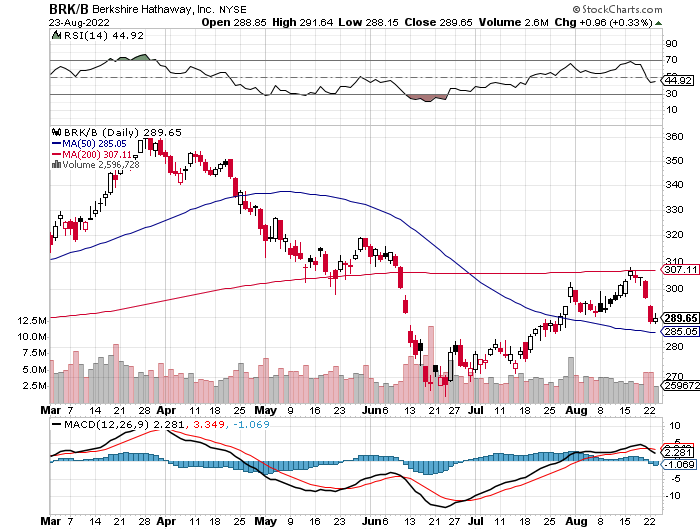 BRK/B Berkshire Hathaway, Inc. NYSE © StockCharts.com
23-Aug-2022 Open 288.85 High 291.64 Low 288.15 Close 289.65 Volume 2.6M Chg +0.96 (+0.33%)
RSI(14) 44.92
90
70
50
44.92
30
10
BRK/B (Daily) 289.65
MA(50) 285.05
MA(200) 307.11
Volume 2,596,728
360
350
340
330
320
310
307.11
300
289.65
285.05
280
270
2596728
12.5M
10.0M
7.5M
5.0M
2.5M
Mar 7 14 21 28 Apr 11 18 25 May 9 16 23 Jun 13 21 27 Jul 11 18 25 Aug 8 15 22
MACD(12,26,9) 2.281, 3.349, -1.069
10
2.281
-1.069
-5
-10
Mar 7 14 21 28 Apr 11 18 25 May 9 16 23 Jun 13 21 27 Jul 11 18 25 Aug 8 15 22